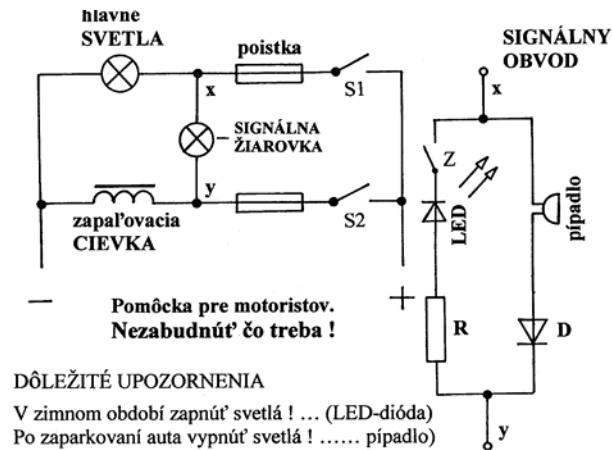 hlavné
SVETLA
poistka
S1
x
SIGNÁLNA
ŽIAROVKA
y
S2
zapaľovacia
CIEVKA
—
+
Pomôcka pre motoristov.
Nezabudnúť čo treba !
SIGNÁLNY
OBVOD
x
Z
LED
pípadlo
R
D
y
DôLEŽITÉ UPOZORNENIA
V zimnom období zapnúť svetlá ! … (LED-dióda)
Po zaparkovaní auta vypnúť svetlá ! …… pípadlo)